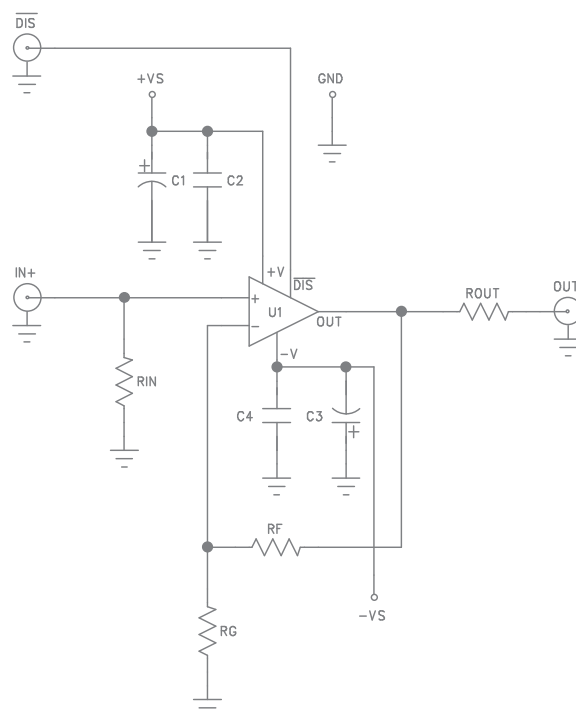 DIS
+VS
GND
+
C1
C2
IN+
+V
DIS
+
U1
−
OUT
ROUT
OUT
−V
RIN
C4
C3
+
RF
−VS
RG